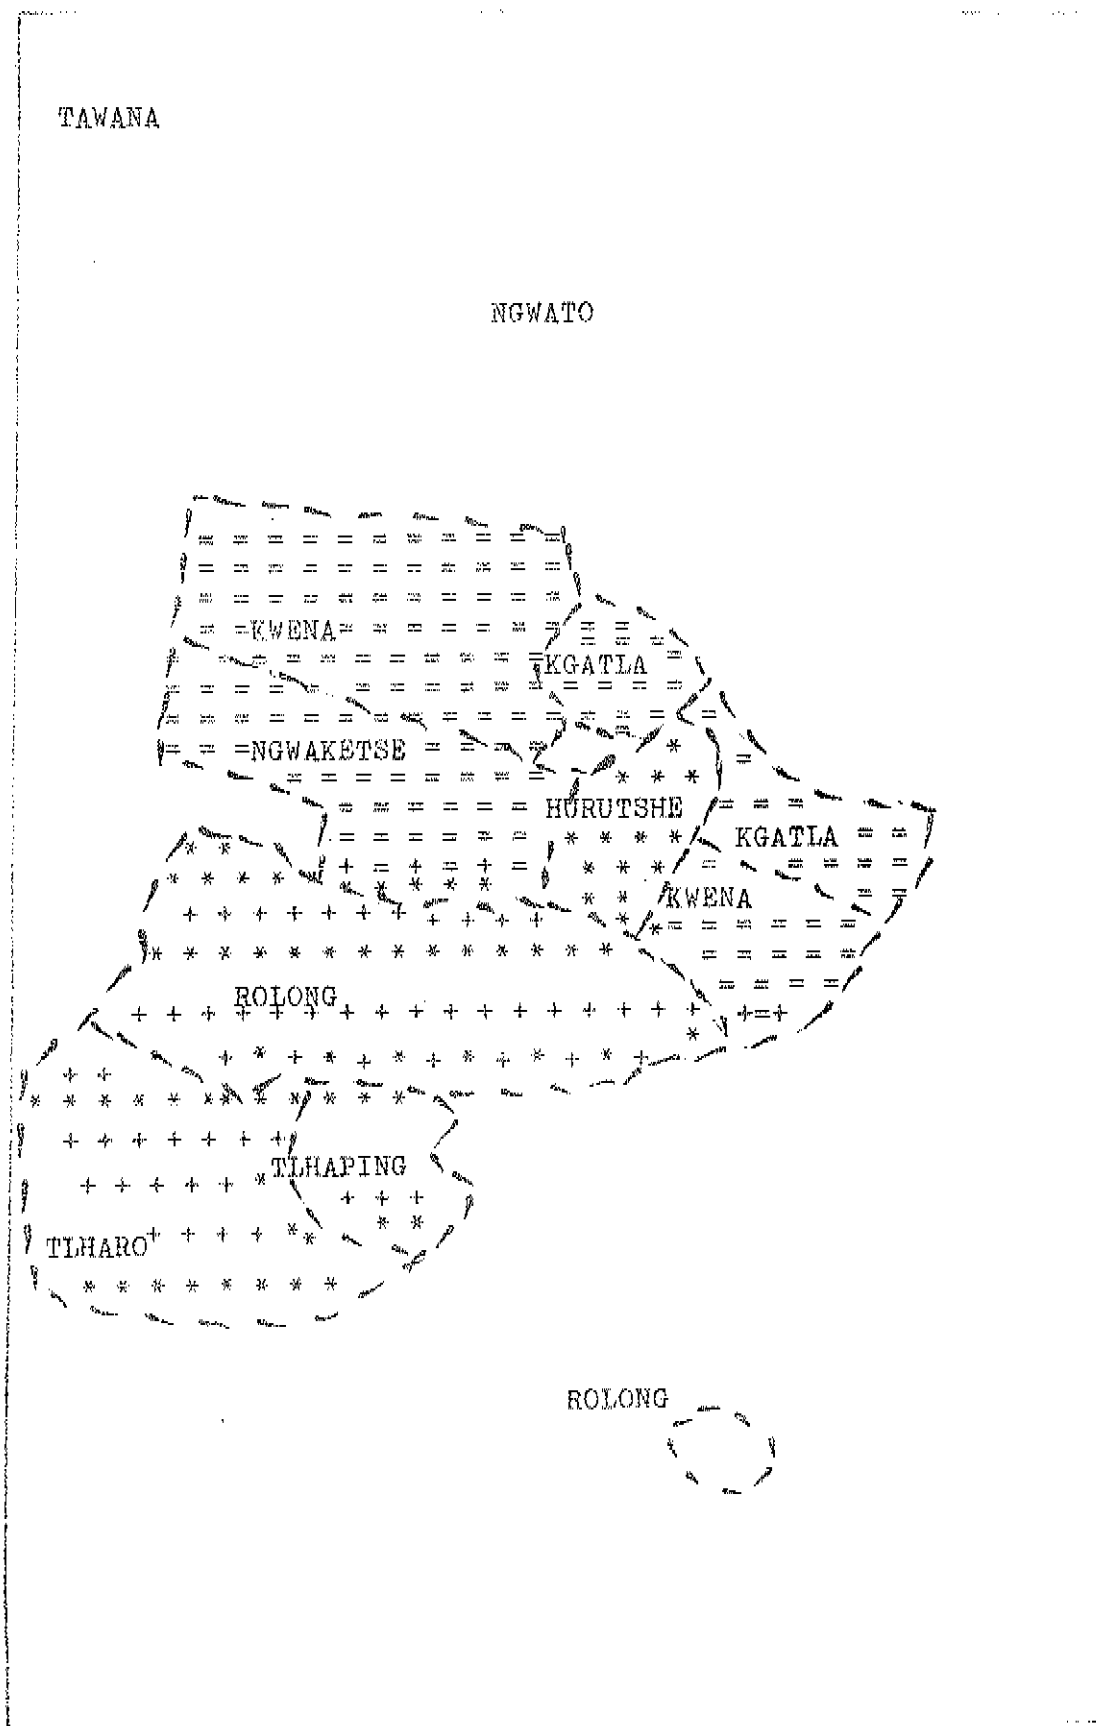 TAWANA
NGWATO
KWENA
KGATLA
NGWAKETSE
HURUTSHE
KGATLA
KWENA
ROLONG
TLHAPING
TLHARO
ROLONG